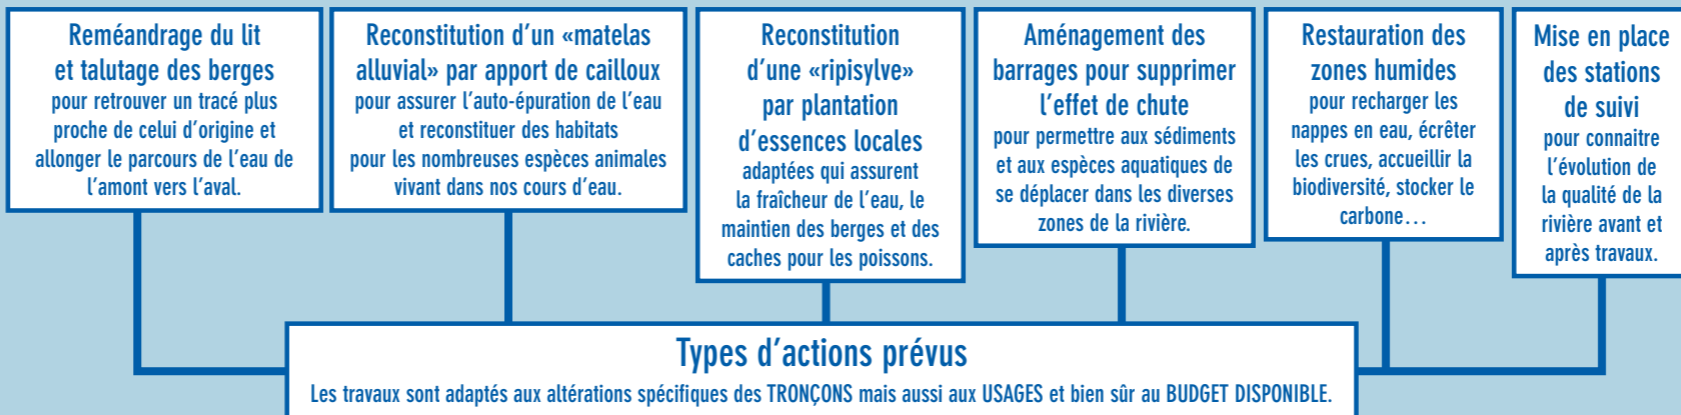 Reméandrage du lit
et talutage des berges
pour retrouver un tracé plus
proche de celui d'origine et
allonger le parcours de l'eau de
l'amont vers l'aval.
Reconstitution d'un «matelas
alluvial» par apport de cailloux
pour assurer l'auto-épuration de l'eau
et reconstituer des habitats
pour les nombreuses espèces animales
vivant dans nos cours d'eau.
Reconstitution
d'une «ripisylve»
par plantation
d'essences locales
adaptées qui assurent
la fraîcheur de l'eau, le
maintien des berges et des
caches pour les poissons.
Aménagement des
barrages pour supprimer
l'effet de chute
pour permettre aux sédiments
et aux espèces aquatiques de
se déplacer dans les diverses
zones de la rivière.
Restauration des
zones humides
pour recharger les
nappes en eau, écrêter
les crues, accueillir la
biodiversité, stocker le
carbone...
Mise en place
des stations
de suivi
pour connaitre
l'évolution de
la qualité de la
rivière avant et
après travaux.
Types d'actions prévus
Les travaux sont adaptés aux altérations spécifiques des TRONÇONS mais aussi aux USAGES et bien sûr au BUDGET DISPONIBLE.